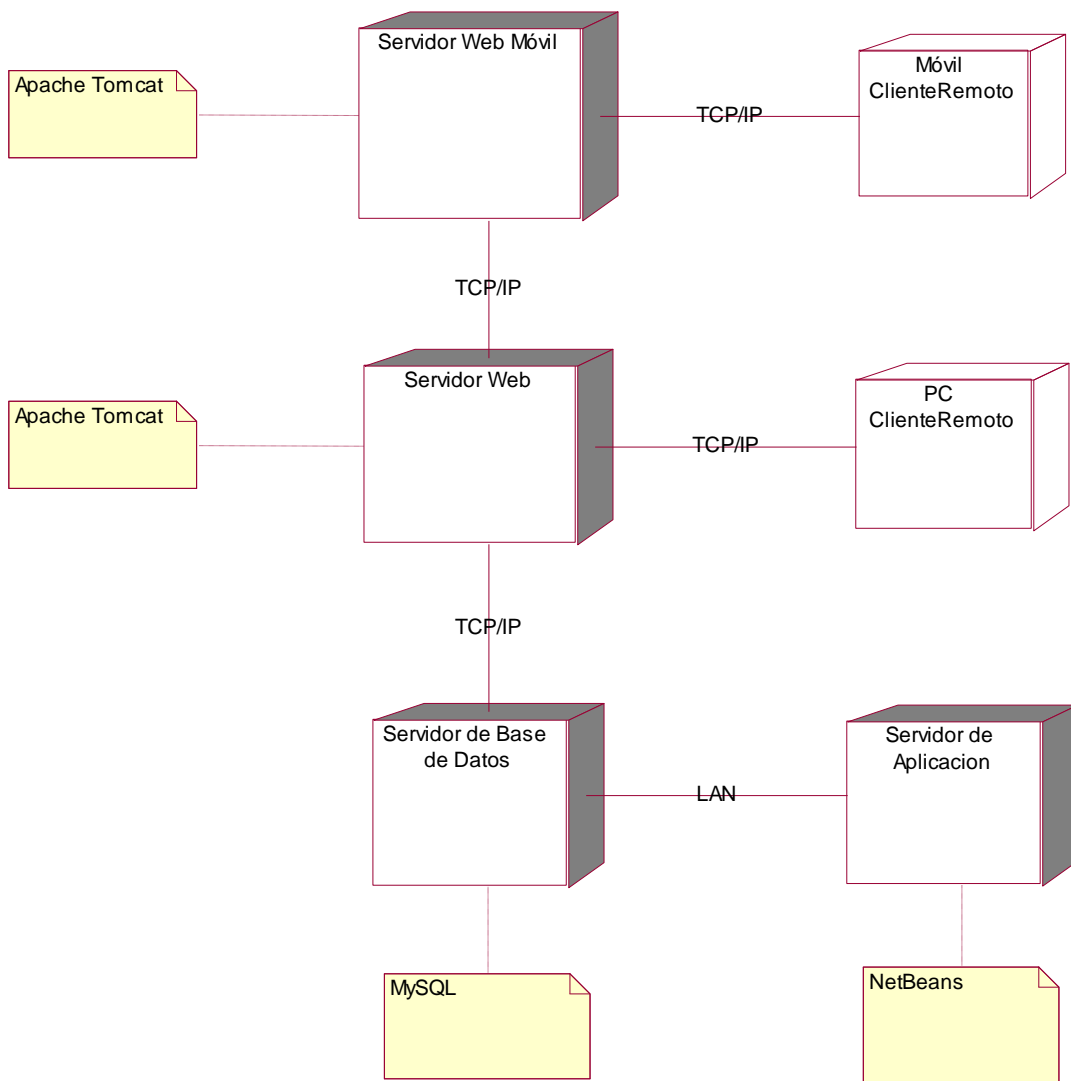 Servidor Web Móvil
Móvil
ClienteRemoto
Apache Tomcat
TCP/IP
TCP/IP
Servidor Web
PC
ClienteRemoto
Apache Tomcat
TCP/IP
TCP/IP
Servidor de Base
de Datos
Servidor de
Aplicacion
LAN
MySQL
NetBeans